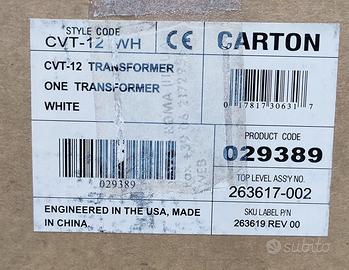 STYLE CODE
CVT-12 WH
CE
CARTON
CVT-12 TRANSFORMER
ONE TRANSFORMER
WHITE
0 17817 30631 7
PRODUCT CODE
029389
029389
TOP LEVEL ASSY NO.
263617-002
ENGINEERED IN THE USA, MADE
IN CHINA
SKU LABEL P/N
263619 REV 00
subito